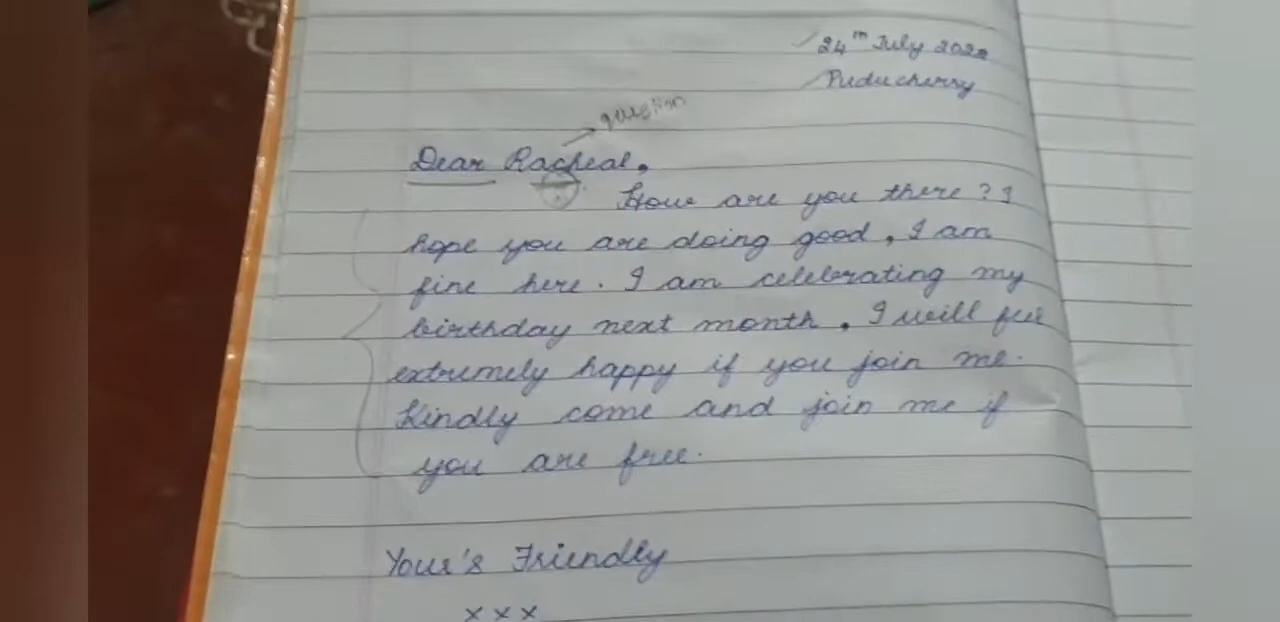 24th July 2022
Puducherry
question
Dear Racheal,
How are you there? I
hope you are doing good, I am
fine here. I am celebrating my
birthday next month, I will feel
extremely happy if you join me.
Kindly come and join me if
you are free.
Your's Friendly
x x x